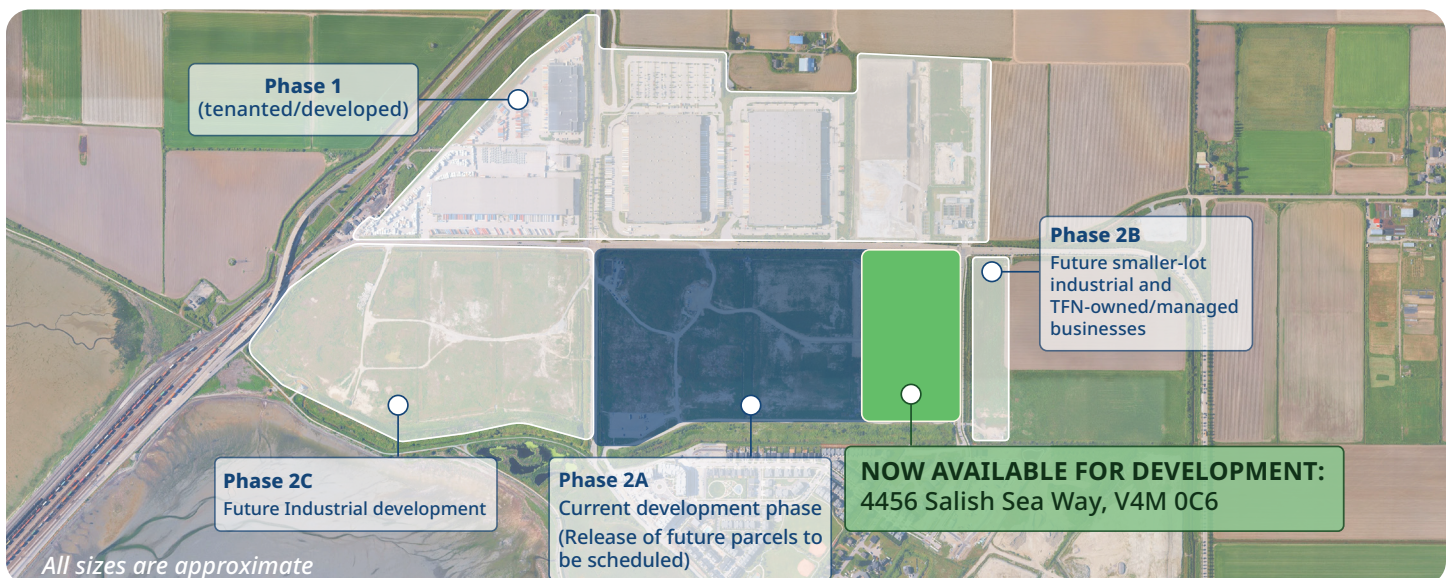 Phase 1
(tenanted/developed)
Phase 2B
Future smaller-lot
industrial and
TFN-owned/managed
businesses
Phase 2C
Future Industrial development
Phase 2A
Current development phase
(Release of future parcels to
be scheduled)
NOW AVAILABLE FOR DEVELOPMENT:
4456 Salish Sea Way, V4M 0C6
All sizes are approximate